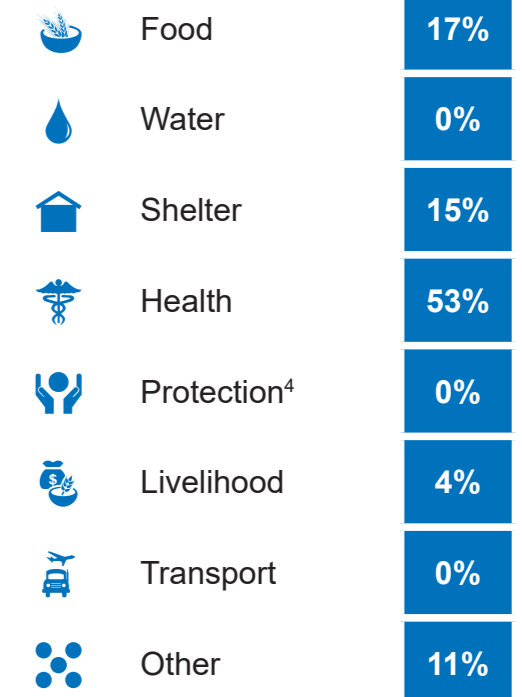 Food 17%
Water 0%
Shelter 15%
Health 53%
Protection⁴ 0%
Livelihood 4%
Transport 0%
Other 11%